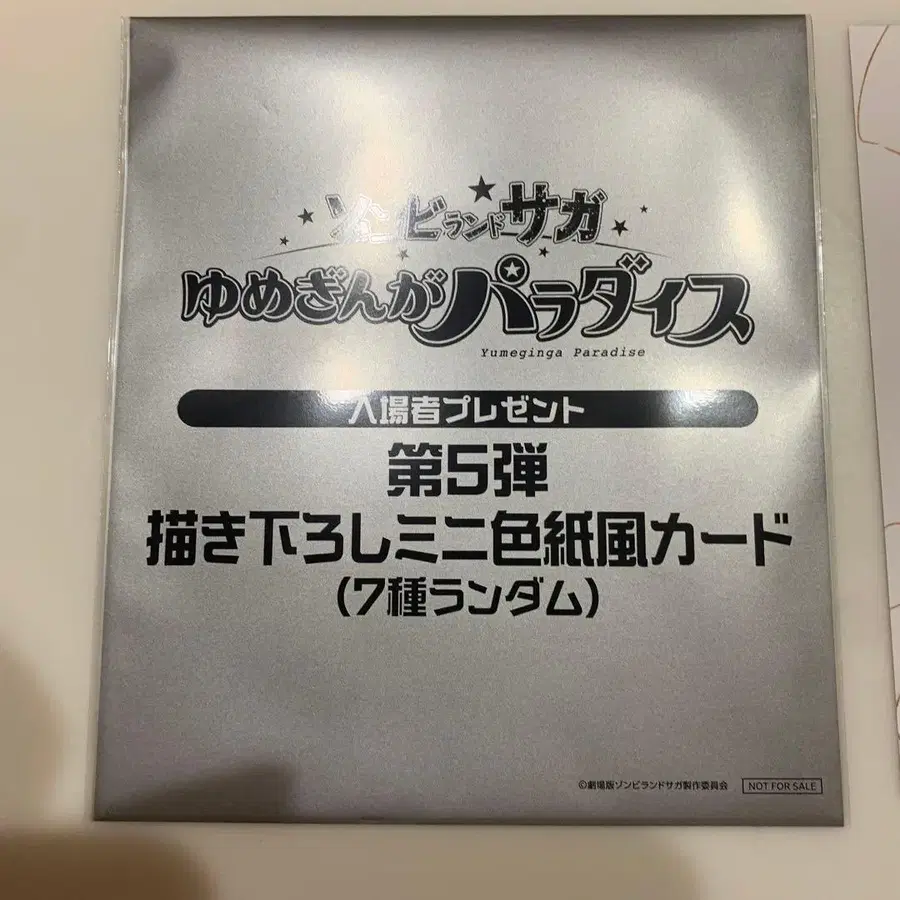 ゾンビランドサガ
ゆめぎんがパラダイス
Yumeginga Paradise
入場者プレゼント
第5弾
描き下ろしミニ色紙風カード
(7種ランダム)
©劇場版ゾンビランドサガ製作委員会 NOT FOR SALE